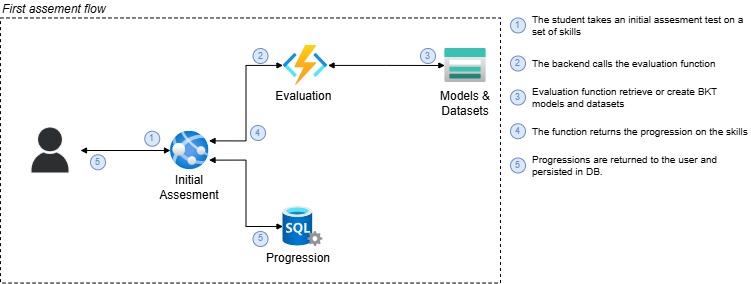 First assement flow
1
The student takes an initial assesment test on a
set of skills
2
The backend calls the evaluation function
3
Evaluation function retrieve or create BKT
models and datasets
4
The function returns the progression on the skills
5
Progressions are returned to the user and
persisted in DB.
2
3
Evaluation
Models &
Datasets
4
1
5
Initial
Assesment
SQL
5
Progression